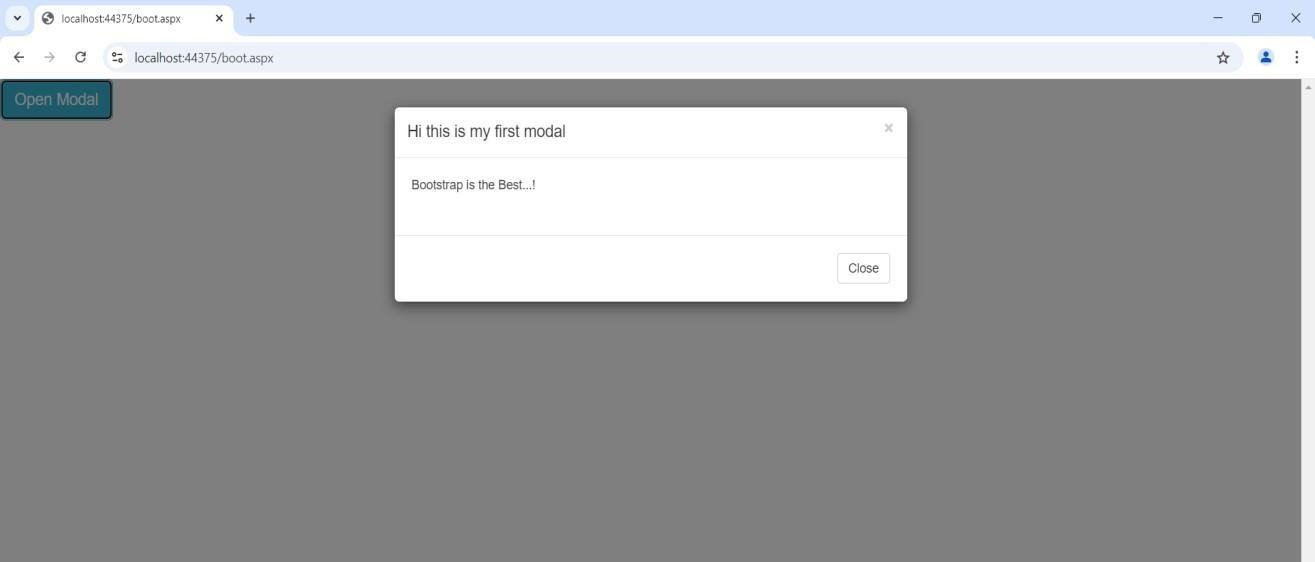 localhost:44375/boot.aspx
localhost:44375/boot.aspx
Open Modal
Hi this is my first modal
×
Bootstrap is the Best...!
Close